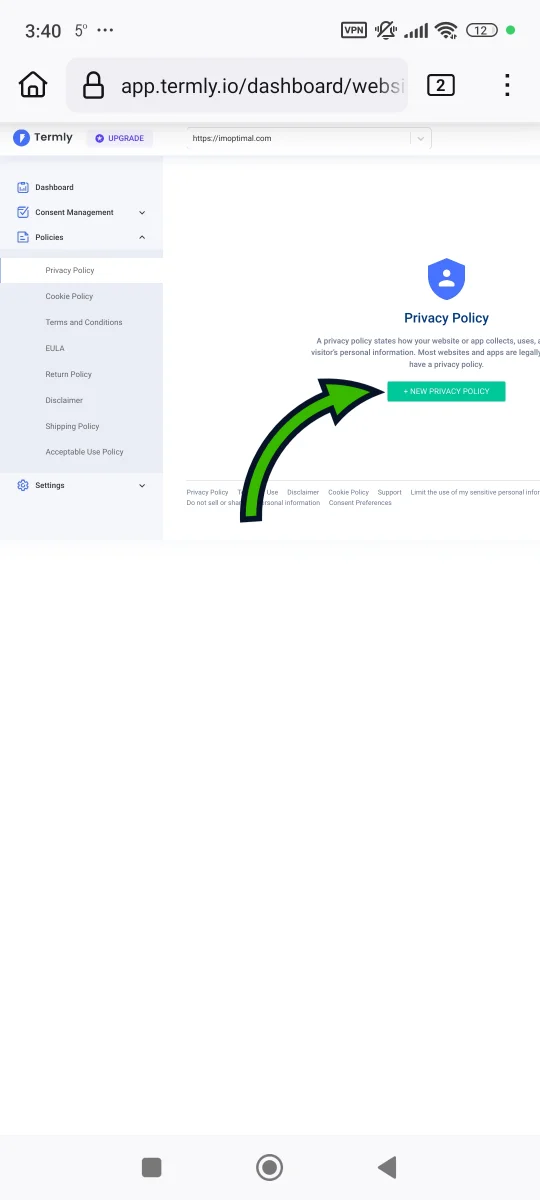 3:40 5° ••• VPN 12
app.termly.io/dashboard/websi 2
Termly UPGRADE https://imoptimal.com
Dashboard
Consent Management
Policies
Privacy Policy
Cookie Policy
Terms and Conditions
EULA
Return Policy
Disclaimer
Shipping Policy
Acceptable Use Policy
Settings
Privacy Policy
A privacy policy states how your website or app collects, uses, a
visitor's personal information. Most websites and apps are legally
have a privacy policy.
+ NEW PRIVACY POLICY
Privacy Policy Use Disclaimer Cookie Policy Support Limit the use of my sensitive personal infor
Do not sell or personal information Consent Preferences